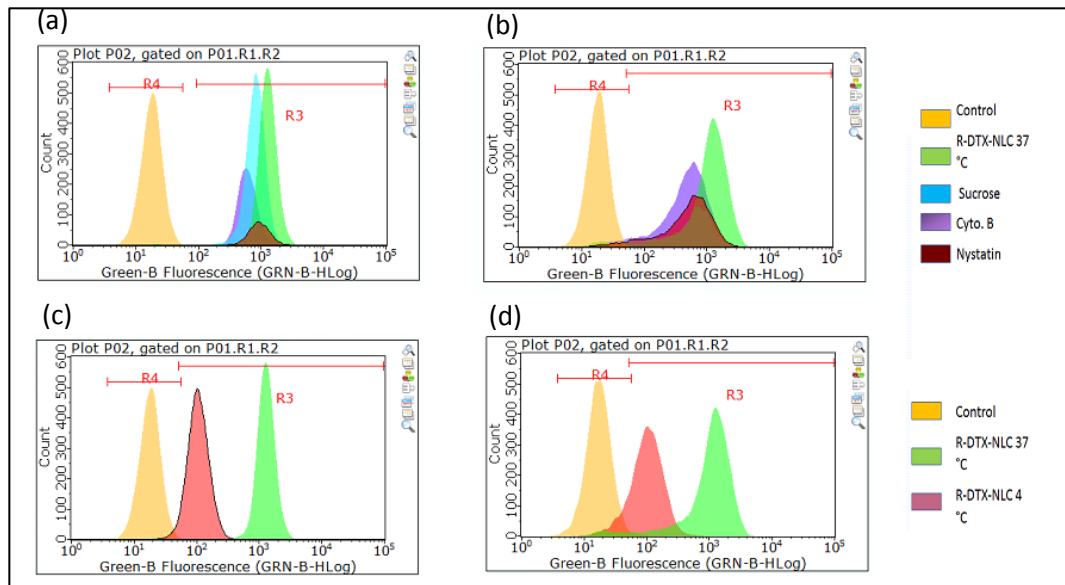 (a)
Plot P02, gated on P01.R1.R2
600
500
400
300
200
100
0
Count
R4
R3
10^0 10^1 10^2 10^3 10^4 10^5
Green-B Fluorescence (GRN-B-HLog)
(b)
Plot P02, gated on P01.R1.R2
600
500
400
300
200
100
0
Count
R4
R3
10^0 10^1 10^2 10^3 10^4 10^5
Green-B Fluorescence (GRN-B-HLog)
Control
R-DTX-NLC 37
°C
Sucrose
Cyto. B
Nystatin
(c)
Plot P02, gated on P01.R1.R2
600
500
400
300
200
100
0
Count
R4
R3
10^0 10^1 10^2 10^3 10^4 10^5
Green-B Fluorescence (GRN-B-HLog)
(d)
Plot P02, gated on P01.R1.R2
600
500
400
300
200
100
0
Count
R4
R3
10^0 10^1 10^2 10^3 10^4 10^5
Green-B Fluorescence (GRN-B-HLog)
Control
R-DTX-NLC 37
°C
R-DTX-NLC 4
°C